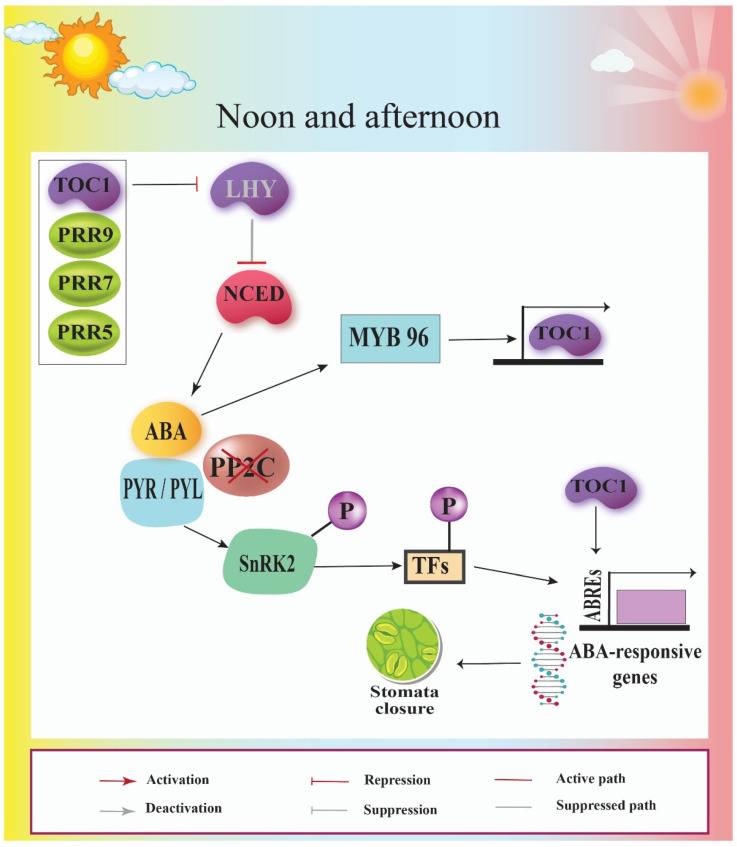 Noon and afternoon
TOC1
LHY
PRR9
PRR7
PRR5
NCED
MYB 96
TOC1
ABA
PP2C
PYR / PYL
P
P
TOC1
SnRK2
TFs
ABREs
ABA-responsive
genes
Stomata
closure
Activation
Repression
Active path
Deactivation
Suppression
Suppressed path